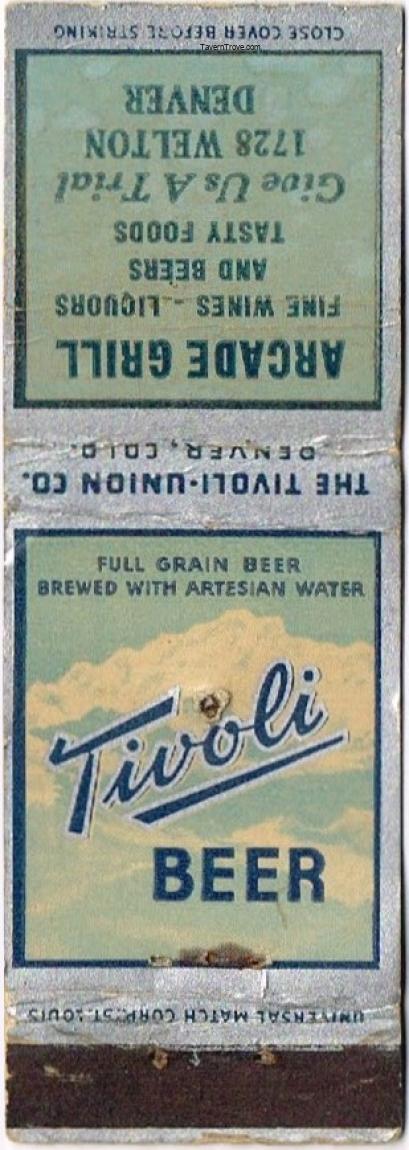 CLOSE COVER BEFORE STRIKING
TavernTrove.com
ARCADE GRILL
FINE WINES - LIQUORS
AND BEERS
TASTY FOODS
Give Us A Trial
1728 WELTON
DENVER
THE TIVOLI-UNION CO.
DENVER, COLO.
FULL GRAIN BEER
BREWED WITH ARTESIAN WATER
Tivoli
BEER
UNIVERSAL MATCH CORP. ST. LOUIS